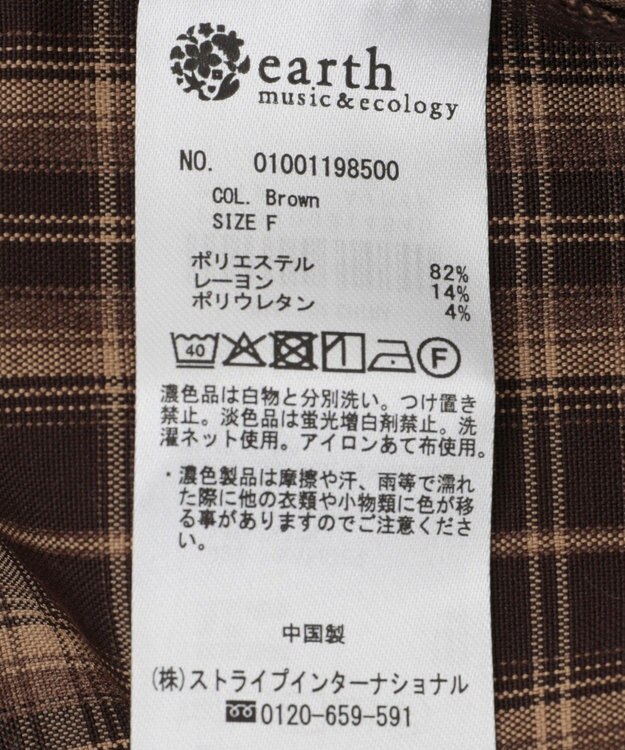 earth
music&ecology
NO. 01001198500
COL. Brown
SIZE F
ポリエステル 82%
レーヨン 14%
ポリウレタン 4%
40 F
濃色品は白物と分別洗い。つけ置き
禁止。淡色品は蛍光増白剤禁止。洗
濯ネット使用。アイロンあて布使用。
・濃色製品は摩擦や汗、雨等で濡れ
た際に他の衣類や小物類に色が移
る事がありますのでご注意くださ
い。
中国製
(株)ストライプインターナショナル
0120-659-591